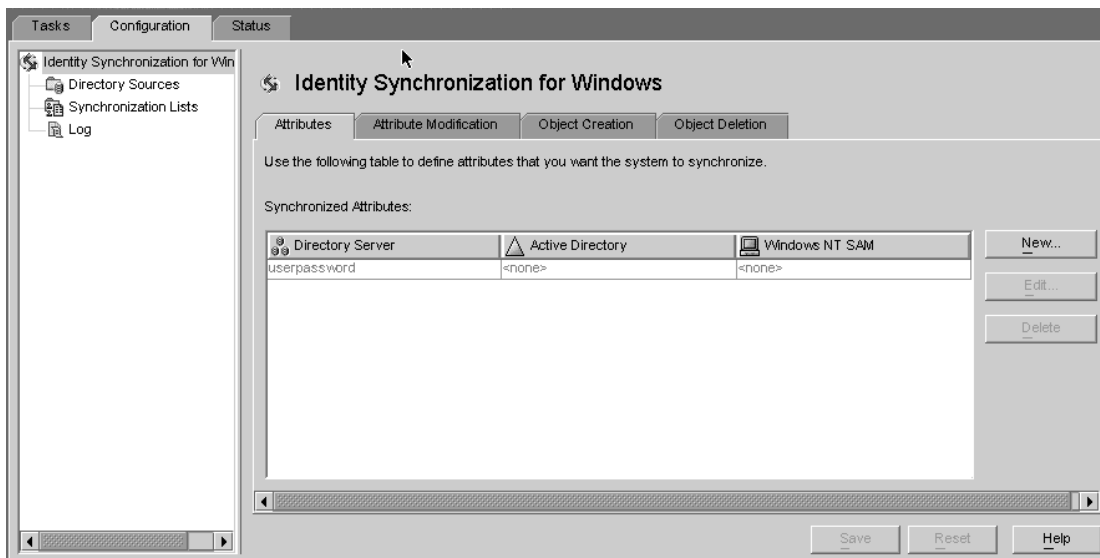 Tasks Configuration Status
Identity Synchronization for Win
Directory Sources
Synchronization Lists
Log
Identity Synchronization for Windows
Attributes Attribute Modification Object Creation Object Deletion
Use the following table to define attributes that you want the system to synchronize.
Synchronized Attributes:
Directory Server Active Directory Windows NT SAM
userpassword <none> <none>
New...
Edit...
Delete
Save Reset Help